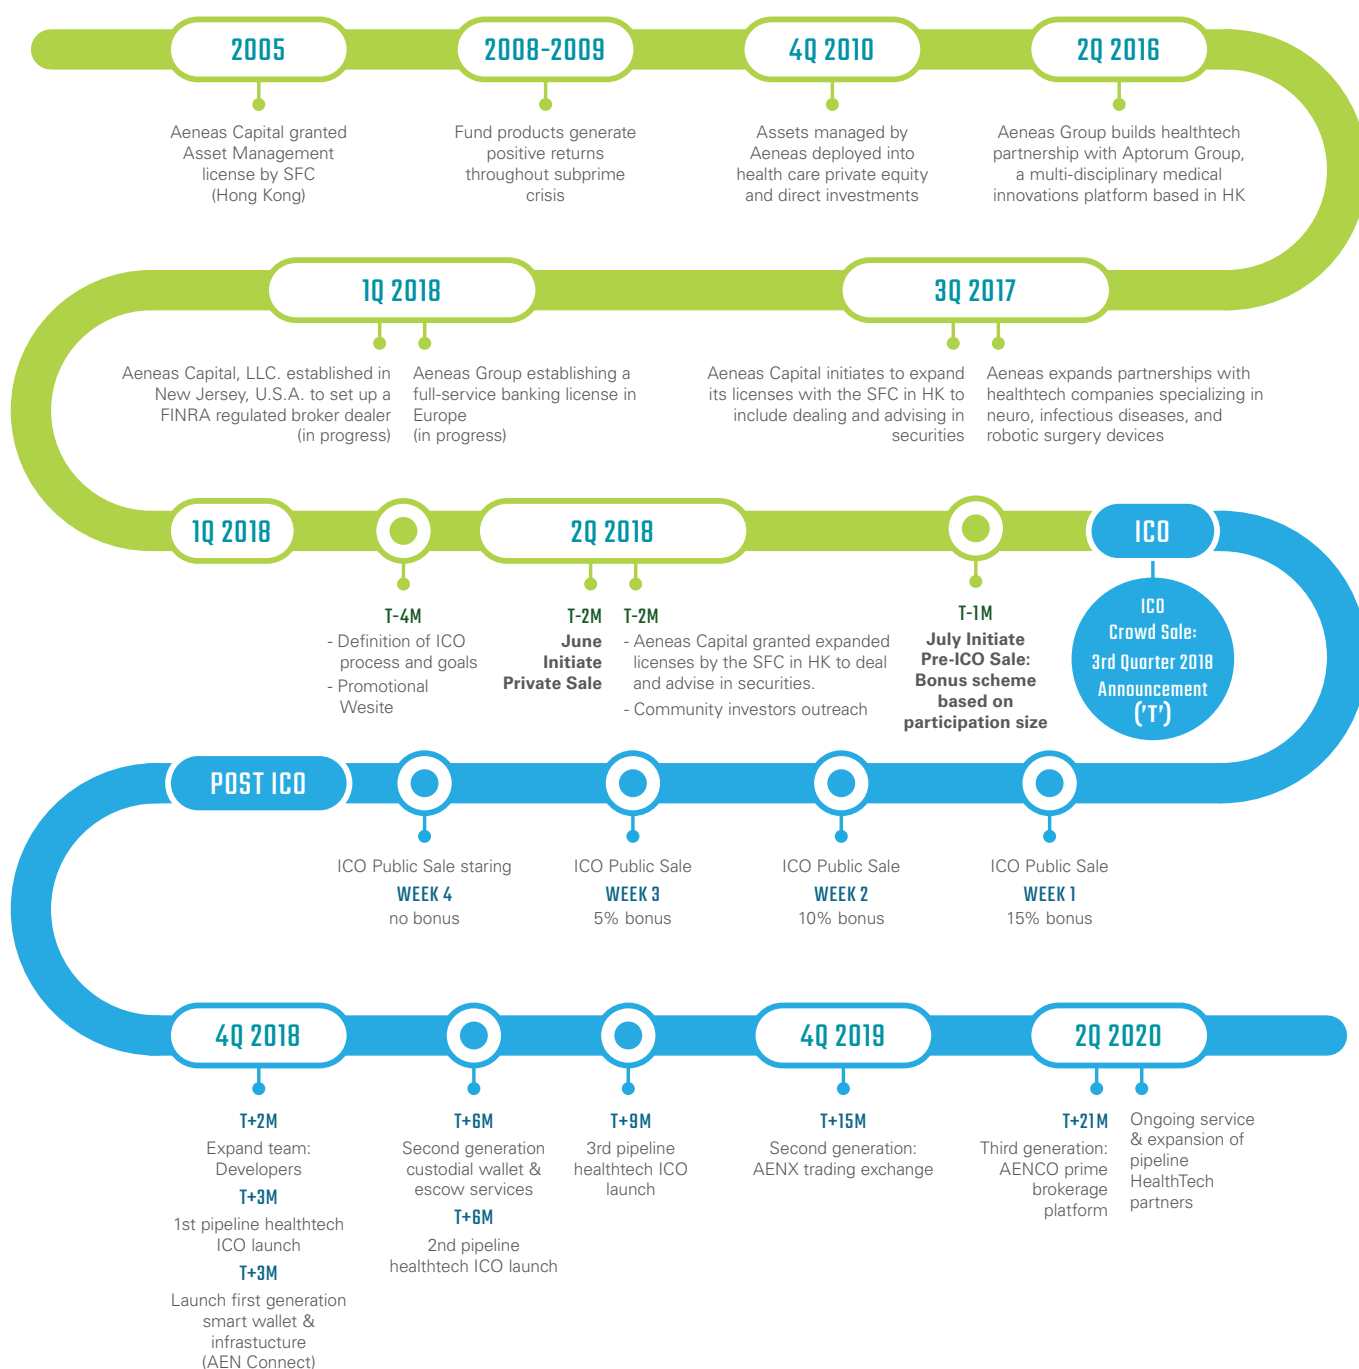 2005
Aeneas Capital granted
Asset Management
license by SFC
(Hong Kong)
2008-2009
Fund products generate
positive returns
throughout subprime
crisis
4Q 2010
Assets managed by
Aeneas deployed into
health care private equity
and direct investments
2Q 2016
Aeneas Group builds healthtech
partnership with Aptorum Group,
a multi-disciplinary medical
innovations platform based in HK
3Q 2017
Aeneas Capital initiates to expand
its licenses with the SFC in HK to
include dealing and advising in
securities
Aeneas expands partnerships with
healthtech companies specializing in
neuro, infectious diseases, and
robotic surgery devices
1Q 2018
Aeneas Capital, LLC. established in
New Jersey, U.S.A. to set up a
FINRA regulated broker dealer
(in progress)
Aeneas Group establishing a
full-service banking license in
Europe
(in progress)
1Q 2018
T-4M
- Definition of ICO
process and goals
- Promotional
Wesite
2Q 2018
T-2M
June
Initiate
Private Sale
T-2M
- Aeneas Capital granted expanded
licenses by the SFC in HK to deal
and advise in securities.
- Community investors outreach
T-1M
July Initiate
Pre-ICO Sale:
Bonus scheme
based on
participation size
ICO
ICO
Crowd Sale:
3rd Quarter 2018
Announcement
('T')
ICO Public Sale
WEEK 1
15% bonus
ICO Public Sale
WEEK 2
10% bonus
ICO Public Sale
WEEK 3
5% bonus
ICO Public Sale staring
WEEK 4
no bonus
POST ICO
4Q 2018
T+2M
Expand team:
Developers
T+3M
1st pipeline healthtech
ICO launch
T+3M
Launch first generation
smart wallet &
infrastucture
(AEN Connect)
T+6M
Second generation
custodial wallet &
escow services
T+6M
2nd pipeline
healthtech ICO launch
T+9M
3rd pipeline
healthtech ICO
launch
4Q 2019
T+15M
Second generation:
AENX trading exchange
2Q 2020
T+21M
Third generation:
AENCO prime
brokerage
platform
Ongoing service
& expansion of
pipeline
HealthTech
partners